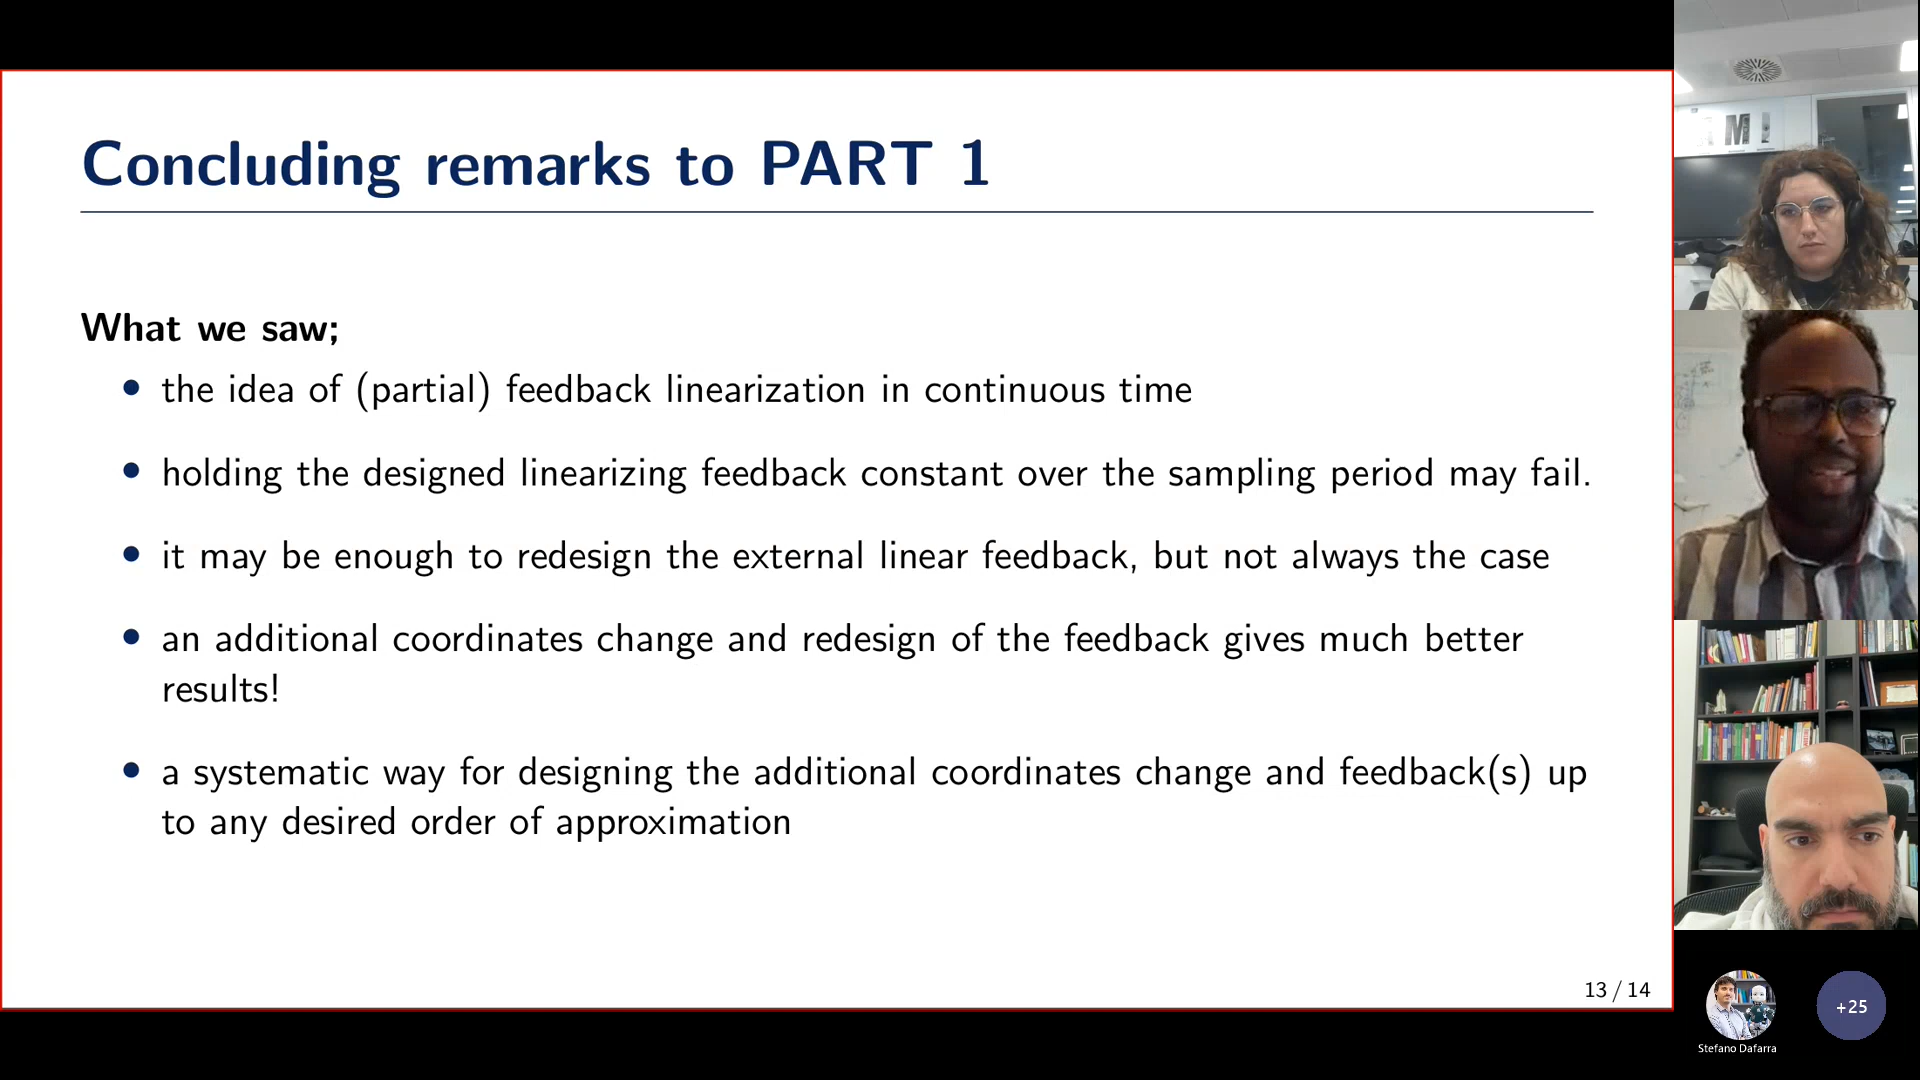 Concluding remarks to PART 1
What we saw;
the idea of (partial) feedback linearization in continuous time
holding the designed linearizing feedback constant over the sampling period may fail.
it may be enough to redesign the external linear feedback, but not always the case
an additional coordinates change and redesign of the feedback gives much better
results!
a systematic way for designing the additional coordinates change and feedback(s) up
to any desired order of approximation
13 / 14
+25
Stefano Dafarra